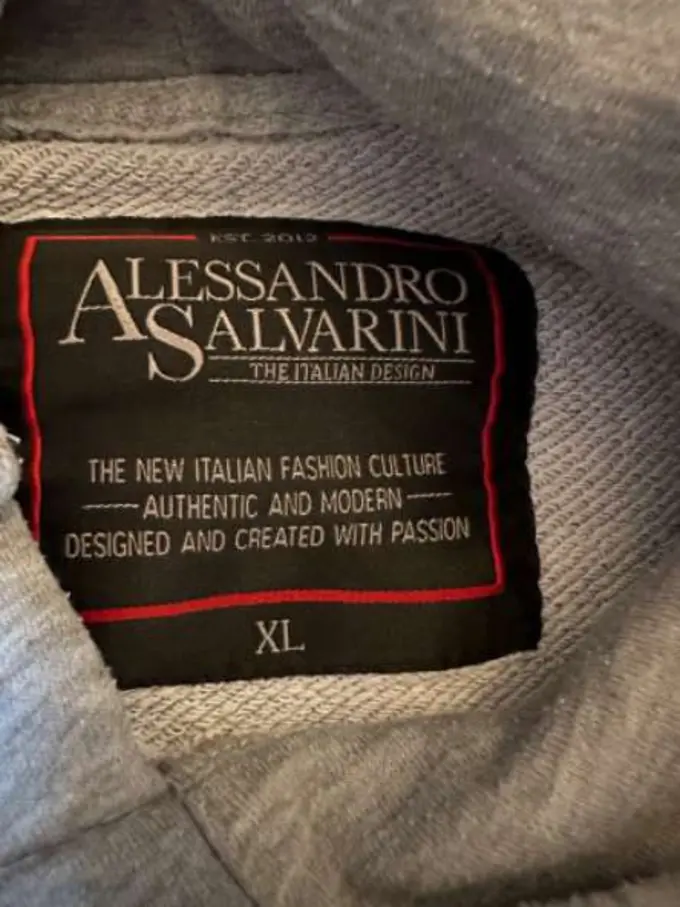 EST. 2012
ALESSANDRO
SALVARINI
THE ITALIAN DESIGN
THE NEW ITALIAN FASHION CULTURE
AUTHENTIC AND MODERN
DESIGNED AND CREATED WITH PASSION
XL